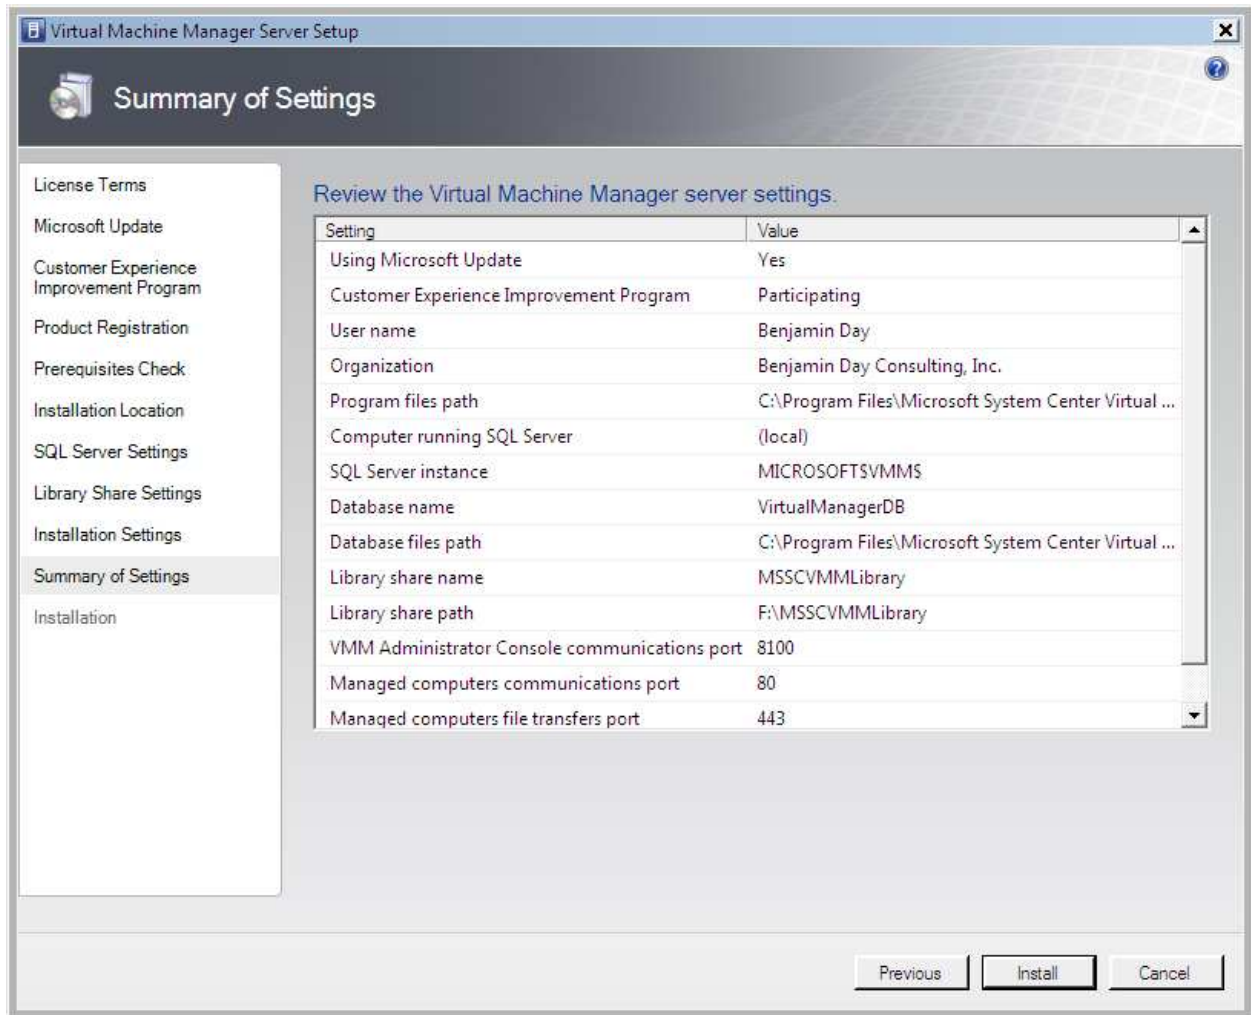 Virtual Machine Manager Server Setup
Summary of Settings
License Terms
Microsoft Update
Customer Experience
Improvement Program
Product Registration
Prerequisites Check
Installation Location
SQL Server Settings
Library Share Settings
Installation Settings
Summary of Settings
Installation
Review the Virtual Machine Manager server settings.
Setting Value
Using Microsoft Update Yes
Customer Experience Improvement Program Participating
User name Benjamin Day
Organization Benjamin Day Consulting, Inc.
Program files path C:\Program Files\Microsoft System Center Virtual ...
Computer running SQL Server (local)
SQL Server instance MICROSOFT$VMM$
Database name VirtualManagerDB
Database files path C:\Program Files\Microsoft System Center Virtual ...
Library share name MSSCVMMLibrary
Library share path F:\MSSCVMMLibrary
VMM Administrator Console communications port 8100
Managed computers communications port 80
Managed computers file transfers port 443
Previous Install Cancel